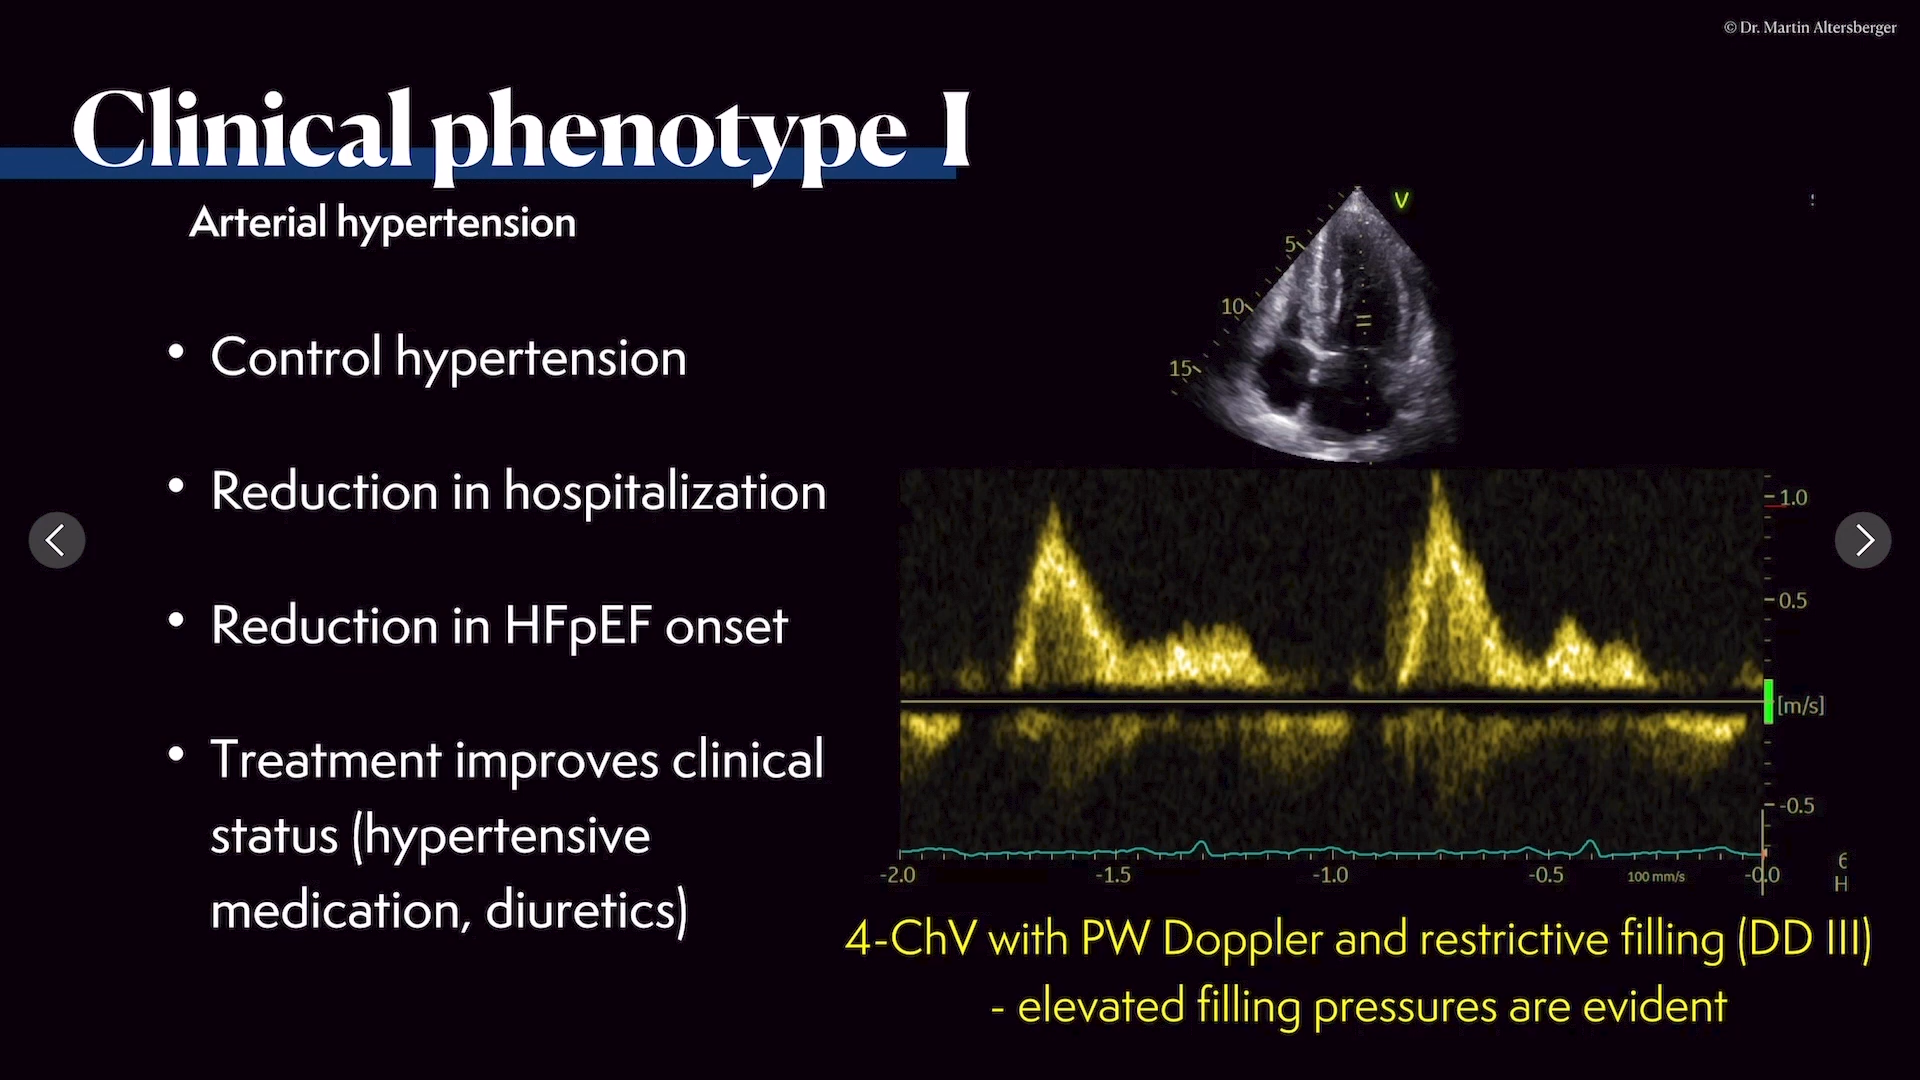 © Dr. Martin Altersberger
Clinical phenotype I
Arterial hypertension
• Control hypertension
• Reduction in hospitalization
• Reduction in HFpEF onset
• Treatment improves clinical
status (hypertensive
medication, diuretics)
V
5
10
15
1.0
0.5
[m/s]
-0.5
-2.0 -1.5 -1.0 -0.5 100 mm/s -0.0
6
H
4-ChV with PW Doppler and restrictive filling (DD III)
- elevated filling pressures are evident